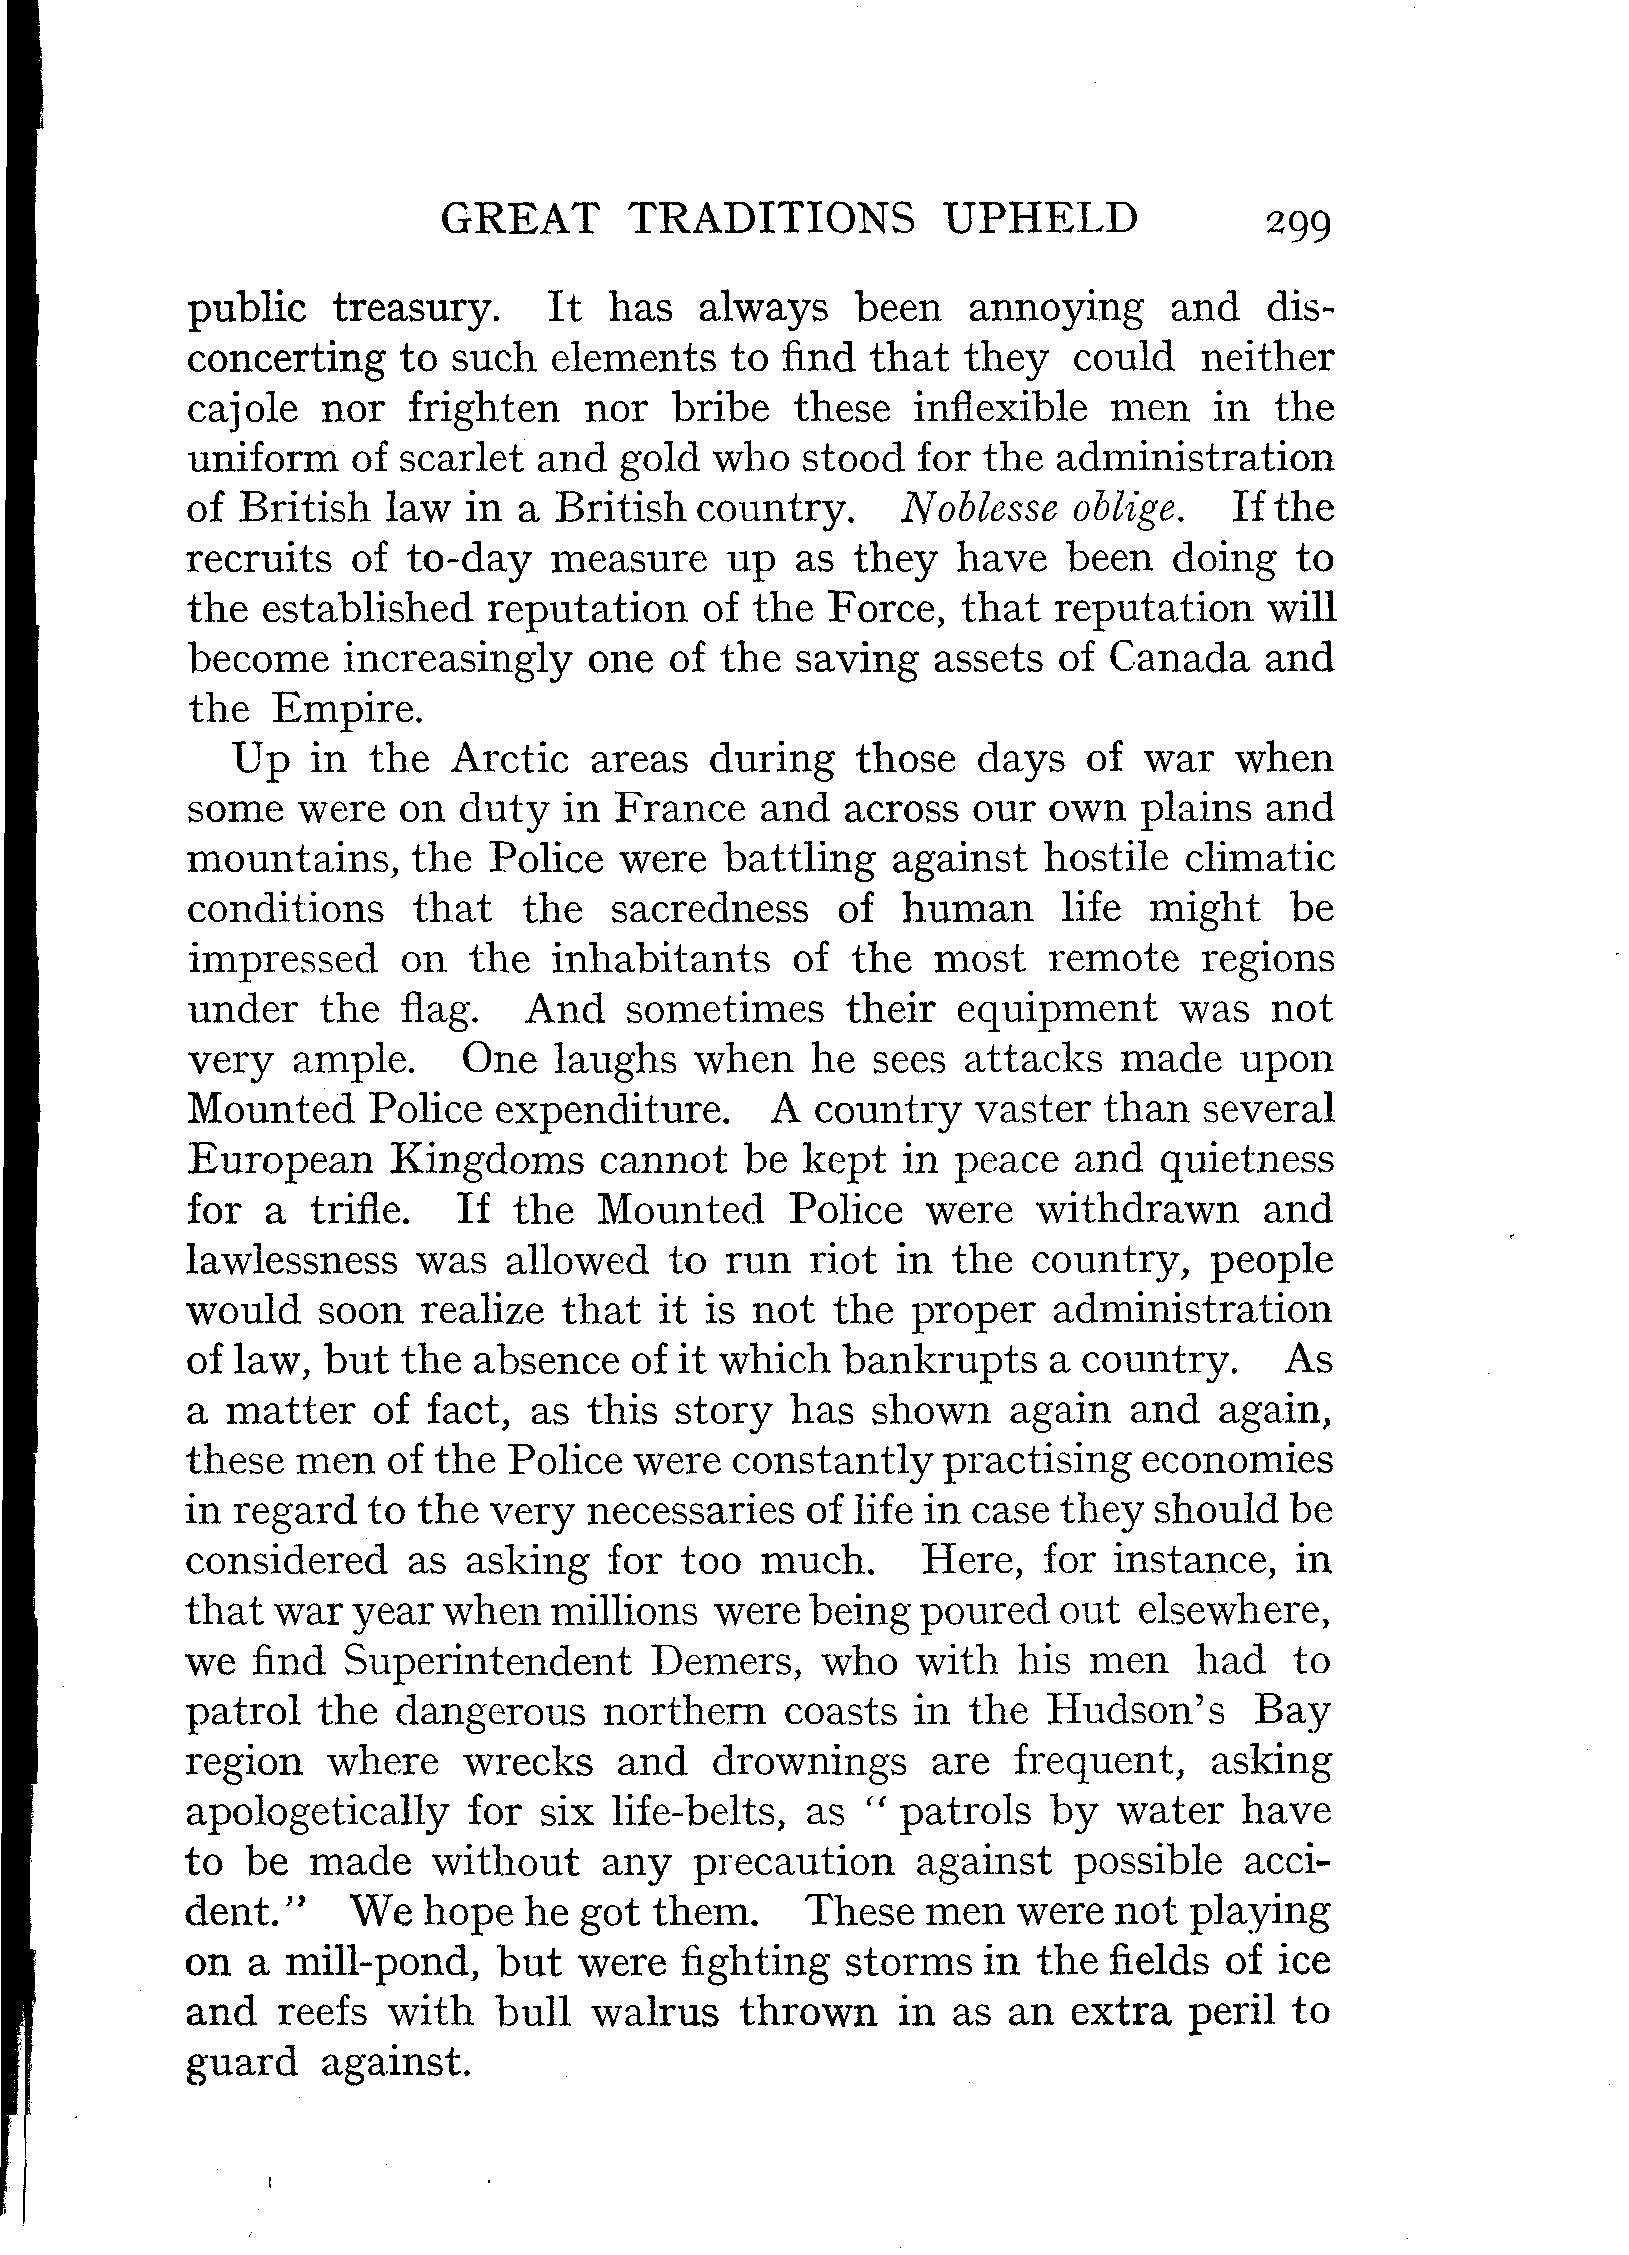 GREAT TRADITIONS UPHELD 299
public treasury. It has always been annoying and dis-
concerting to such elements to find that they could neither
cajole nor frighten nor bribe these inflexible men in the
uniform of scarlet and gold who stood for the administration
of British law in a British country. Noblesse oblige. If the
recruits of to-day measure up as they have been doing to
the established reputation of the Force, that reputation will
become increasingly one of the saving assets of Canada and
the Empire.
Up in the Arctic areas during those days of war when
some were on duty in France and across our own plains and
mountains, the Police were battling against hostile climatic
conditions that the sacredness of human life might be
impressed on the inhabitants of the most remote regions
under the flag. And sometimes their equipment was not
very ample. One laughs when he sees attacks made upon
Mounted Police expenditure. A country vaster than several
European Kingdoms cannot be kept in peace and quietness
for a trifle. If the Mounted Police were withdrawn and
lawlessness was allowed to run riot in the country, people
would soon realize that it is not the proper administration
of law, but the absence of it which bankrupts a country. As
a matter of fact, as this story has shown again and again,
these men of the Police were constantly practising economies
in regard to the very necessaries of life in case they should be
considered as asking for too much. Here, for instance, in
that war year when millions were being poured out elsewhere,
we find Superintendent Demers, who with his men had to
patrol the dangerous northern coasts in the Hudson's Bay
region where wrecks and drownings are frequent, asking
apologetically for six life-belts, as " patrols by water have
to be made without any precaution against possible acci-
dent." We hope he got them. These men were not playing
on a mill-pond, but were fighting storms in the fields of ice
and reefs with bull walrus thrown in as an extra peril to
guard against.